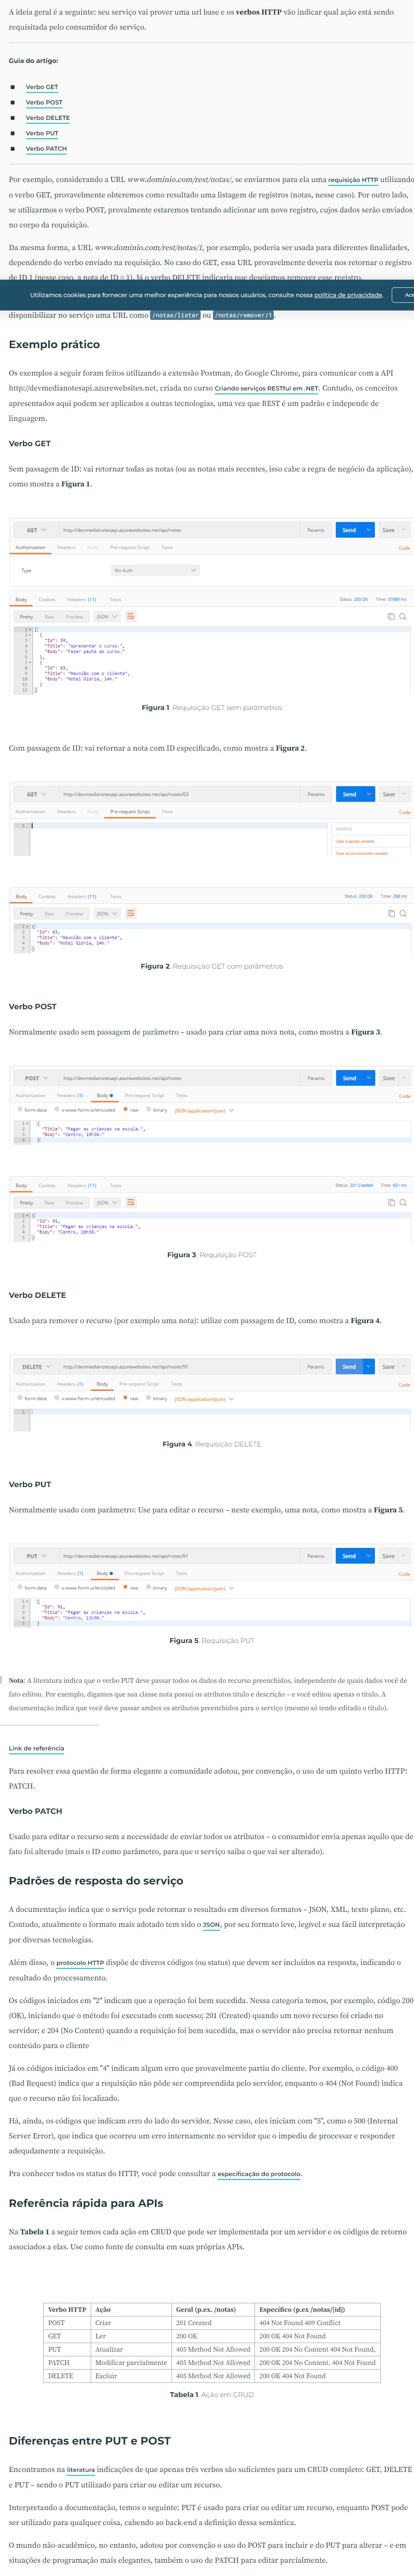 A ideia geral é a seguinte: seu serviço vai prover uma url base e os verbos HTTP vão indicar qual ação está sendo
requisitada pelo consumidor do serviço.
Guia do artigo:
Verbo GET
Verbo POST
Verbo DELETE
Verbo PUT
Verbo PATCH
Por exemplo, considerando a URL www.dominio.com/rest/notas/, se enviarmos para ela uma requisição HTTP utilizando
o verbo GET, provavelmente obteremos como resultado uma listagem de registros (notas, nesse caso). Por outro lado,
se utilizarmos o verbo POST, provalmente estaremos tentando adicionar um novo registro, cujos dados serão enviados
no corpo da requisição.
Da mesma forma, a URL www.dominio.com/rest/notas/1, por exemplo, poderia ser usada para diferentes finalidades,
dependendo do verbo enviado na requisição. No caso do GET, essa URL provavelmente deveria nos retornar o registro
de ID 1 (nesse caso, a nota de ID = 1). Já o verbo DELETE indicaria que desejamos remover esse registro.
Utilizamos cookies para fornecer uma melhor experiência para nossos usuários, consulte nossa política de privacidade.
disponibilizar no serviço uma URL como /notas/listar ou /notas/remover/1.
Exemplo prático
Os exemplos a seguir foram feitos utilizando a extensão Postman, do Google Chrome, para comunicar com a API
http://devmedianotesapi.azurewebsites.net, criada no curso Criando serviços RESTful em .NET. Contudo, os conceitos
apresentados aqui podem ser aplicados a outras tecnologias, uma vez que REST é um padrão e independe de
linguagem.
Verbo GET
Sem passagem de ID: vai retornar todas as notas (ou as notas mais recentes, isso cabe a regra de negócio da aplicação),
como mostra a Figura 1.
GET http://devmedianotesapi.azurewebsites.net/api/notes Params Send Save
Authorization Headers Body Pre-request Script Tests Code
Type No Auth
Body Cookies Headers (11) Tests Status: 200 OK Time: 37889 ms
Pretty Raw Preview JSON
1 [
2 {
3 "Id": 59,
4 "Title": "Apresentar o curso.",
5 "Body": "Fazer pauta do curso."
6 },
7 {
8 "Id": 63,
9 "Title": "Reunião com o cliente",
10 "Body": "Hotel Glória, 14h."
11 }
12 ]
Figura 1. Requisição GET sem parâmetros
Com passagem de ID: vai retornar a nota com ID especificado, como mostra a Figura 2.
GET http://devmedianotesapi.azurewebsites.net/api/notes/63 Params Send Save
Authorization Headers Body Pre-request Script Tests Code
1 SNIPPETS
Clear a global variable
Clear an environment variable
Body Cookies Headers (11) Tests Status: 200 OK Time: 298 ms
Pretty Raw Preview JSON
1 {
2 "Id": 63,
3 "Title": "Reunião com o cliente",
4 "Body": "Hotel Glória, 14h."
5 }
Figura 2. Requisição GET com parâmetros
Verbo POST
Normalmente usado sem passagem de parâmetro – usado para criar uma nova nota, como mostra a Figura 3.
POST http://devmedianotesapi.azurewebsites.net/api/notes Params Send Save
Authorization Headers (1) Body Pre-request Script Tests Code
form-data x-www-form-urlencoded raw binary JSON (application/json)
1 {
2 "Title": "Pegar as crianças na escola.",
3 "Body": "Centro, 10h30."
4 }
Body Cookies Headers (11) Tests Status: 201 Created Time: 651 ms
Pretty Raw Preview JSON
1 {
2 "Id": 91,
3 "Title": "Pegar as crianças na escola.",
4 "Body": "Centro, 10h30."
5 }
Figura 3. Requisição POST
Verbo DELETE
Usado para remover o recurso (por exemplo uma nota): utilize com passagem de ID, como mostra a Figura 4.
DELETE http://devmedianotesapi.azurewebsites.net/api/notes/91 Params Send Save
Authorization Headers (1) Body Pre-request Script Tests Code
form-data x-www-form-urlencoded raw binary JSON (application/json)
1
Figura 4. Requisição DELETE
Verbo PUT
Normalmente usado com parâmetro: Use para editar o recurso – neste exemplo, uma nota, como mostra a Figura 5.
PUT http://devmedianotesapi.azurewebsites.net/api/notes/91 Params Send Save
Authorization Headers (1) Body Pre-request Script Tests Code
form-data x-www-form-urlencoded raw binary JSON (application/json)
1 {
2 "Id": 91,
3 "Title": "Pegar as crianças na escola.",
4 "Body": "Centro, 11h30."
5 }
Figura 5. Requisição PUT
Nota: A literatura indica que o verbo PUT deve passar todos os dados do recurso preenchidos, independente de quais dados você de
fato editou. Por exemplo, digamos que sua classe nota possui os atributos título e descrição – e você editou apenas o título. A
documentação indica que você deve passar ambos os atributos preenchidos para o serviço (mesmo só tendo editado o título).
Link de referência
Para resolver essa questão de forma elegante a comunidade adotou, por convenção, o uso de um quinto verbo HTTP:
PATCH.
Verbo PATCH
Usado para editar o recurso sem a necessidade de enviar todos os atributos – o consumidor envia apenas aquilo que de
fato foi alterado (mais o ID como parâmetro, para que o serviço saiba o que vai ser alterado).
Padrões de resposta do serviço
A documentação indica que o serviço pode retornar o resultado em diversos formatos – JSON, XML, texto plano, etc.
Contudo, atualmente o formato mais adotado tem sido o JSON, por seu formato leve, legível e sua fácil interpretação
por diversas tecnologias.
Além disso, o protocolo HTTP dispõe de díveros códigos (ou status) que devem ser incluídos na resposta, indicando o
resultado do processamento.
Os códigos iniciados em "2" indicam que a operação foi bem sucedida. Nessa categoria temos, por exemplo, código 200
(OK), iniciando que o método foi executado com sucesso; 201 (Created) quando um novo recurso foi criado no
servidor; e 204 (No Content) quando a requisição foi bem sucedida, mas o servidor não precisa retornar nenhum
conteúdo para o cliente
Já os códigos iniciados em "4" indicam algum erro que provavelmente partiu do cliente. Por exemplo, o código 400
(Bad Request) indica que a requisição não pôde ser compreendida pelo servidor, enquanto o 404 (Not Found) indica
que o recurso não foi localizado.
Há, ainda, os códigos que indicam erro do lado do servidor. Nesse caso, eles iniciam com "5", como o 500 (Internal
Server Error), que indica que ocorreu um erro internamente no servidor que o impediu de processar e responder
adequdamente a requisição.
Pra conhecer todos os status do HTTP, você pode consultar a especificação do protocolo.
Referência rápida para APIs
Na Tabela 1 a seguir temos cada ação em CRUD que pode ser implementada por um servidor e os códigos de retorno
associados a elas. Use como fonte de consulta em suas próprias APIs.
Verbo HTTP Ação Geral (p.ex. /notas) Específico (p.ex /notas/{id})
POST Criar 201 Created 404 Not Found 409 Conflict
GET Ler 200 OK 200 OK 404 Not Found
PUT Atualizar 405 Method Not Allowed 200 OK 204 No Content 404 Not Found,
PATCH Modificar parcialmente 405 Method Not Allowed 200 OK 204 No Content. 404 Not Found
DELETE Excluir 405 Method Not Allowed 200 OK 404 Not Found
Tabela 1. Ação em CRUD
Diferenças entre PUT e POST
Encontramos na literatura indicações de que apenas três verbos são suficientes para um CRUD completo: GET, DELETE
e PUT – sendo o PUT utilizado para criar ou editar um recurso.
Interpretando a documentação, temos o seguinte: PUT é usado para criar ou editar um recurso, enquanto POST pode
ser utilizado para qualquer coisa, cabendo ao back-end a definição dessa semântica.
O mundo não-acadêmico, no entanto, adotou por convenção o uso do POST para incluir e do PUT para alterar – e em
situações de programação mais elegantes, também o uso de PATCH para editar parcialmente.